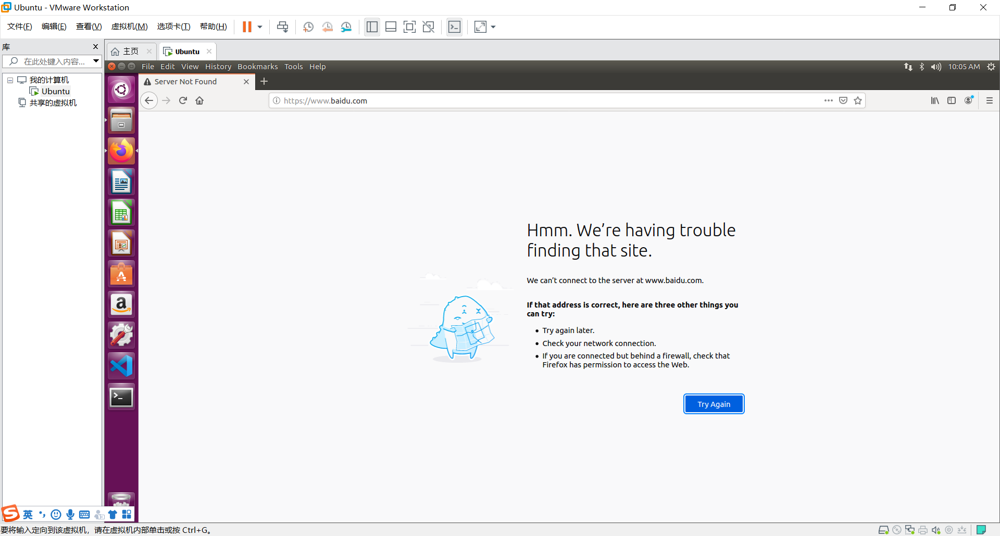 Ubuntu - VMware Workstation
文件(F) 编辑(E) 查看(V) 虚拟机(M) 选项卡(T) 帮助(H)
库
主页 Ubuntu
在此处键入内容...
File Edit View History Bookmarks Tools Help 10:05 AM
我的计算机
Ubuntu
共享的虚拟机
Server Not Found
https://www.baidu.com
Hmm. We’re having trouble
finding that site.
We can’t connect to the server at www.baidu.com.
If that address is correct, here are three other things you
can try:
Try again later.
Check your network connection.
If you are connected but behind a firewall, check that
Firefox has permission to access the Web.
Try Again
英
要将输入定向到该虚拟机，请在虚拟机内部单击或按 Ctrl+G。